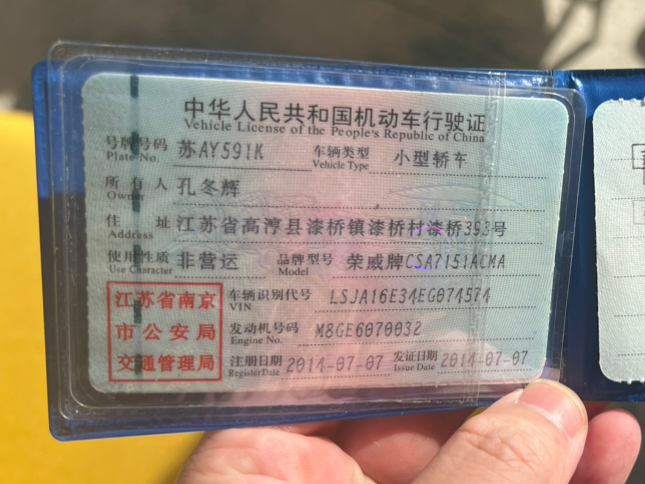 中华人民共和国机动车行驶证
Vehicle License of the People's Republic of China
号牌号码 苏AY591K 车辆类型 小型轿车
Plate No. Vehicle Type
所有人 孔冬辉
Owner
住址 江苏省高淳县漆桥镇漆桥村漆桥393号
Address
使用性质 非营运 品牌型号 荣威牌CSA7151ACMA
Use Character Model
江苏省南京
市公安局
交通管理局
车辆识别代号 LSJA16E34EG074574
VIN
发动机号码 M8GE6070032
Engine No.
注册日期 2014-07-07 发证日期 2014-07-07
Register Date Issue Date